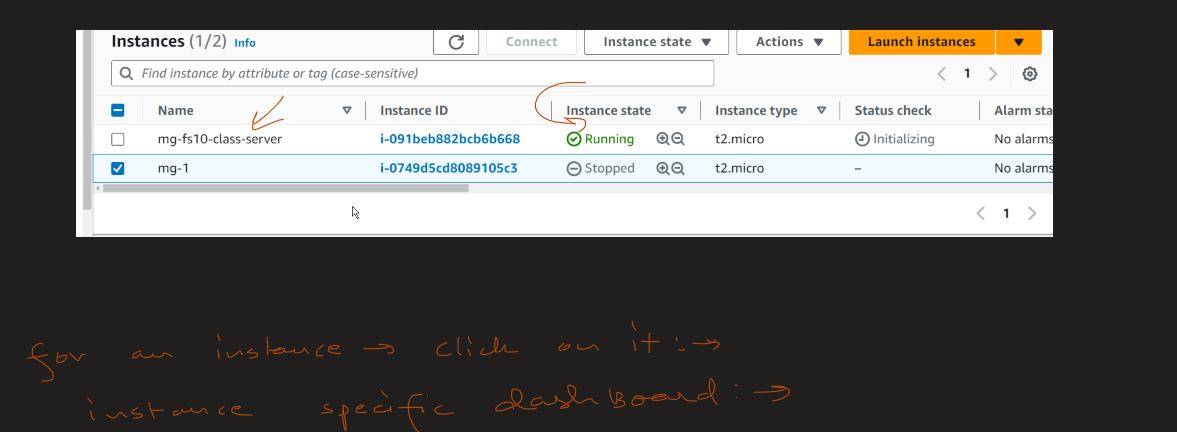 Instances (1/2) Info Connect Instance state Actions Launch instances
Find instance by attribute or tag (case-sensitive) 1
Name Instance ID Instance state Instance type Status check Alarm sta
mg-fs10-class-server i-091beb882bcb6b668 Running t2.micro Initializing No alarms
mg-1 i-0749d5cd8089105c3 Stopped t2.micro – No alarms
1
for an instance → click on it :→
instance specific dashBoard : →